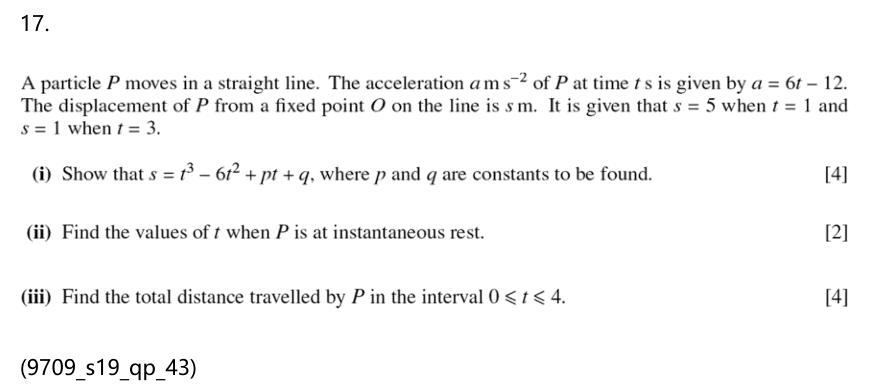 17.
A particle P moves in a straight line. The acceleration a m s⁻² of P at time t s is given by a = 6t – 12.
The displacement of P from a fixed point O on the line is s m. It is given that s = 5 when t = 1 and
s = 1 when t = 3.
(i) Show that s = t³ – 6t² + pt + q, where p and q are constants to be found. [4]
(ii) Find the values of t when P is at instantaneous rest. [2]
(iii) Find the total distance travelled by P in the interval 0 ⩽ t ⩽ 4. [4]
(9709_s19_qp_43)